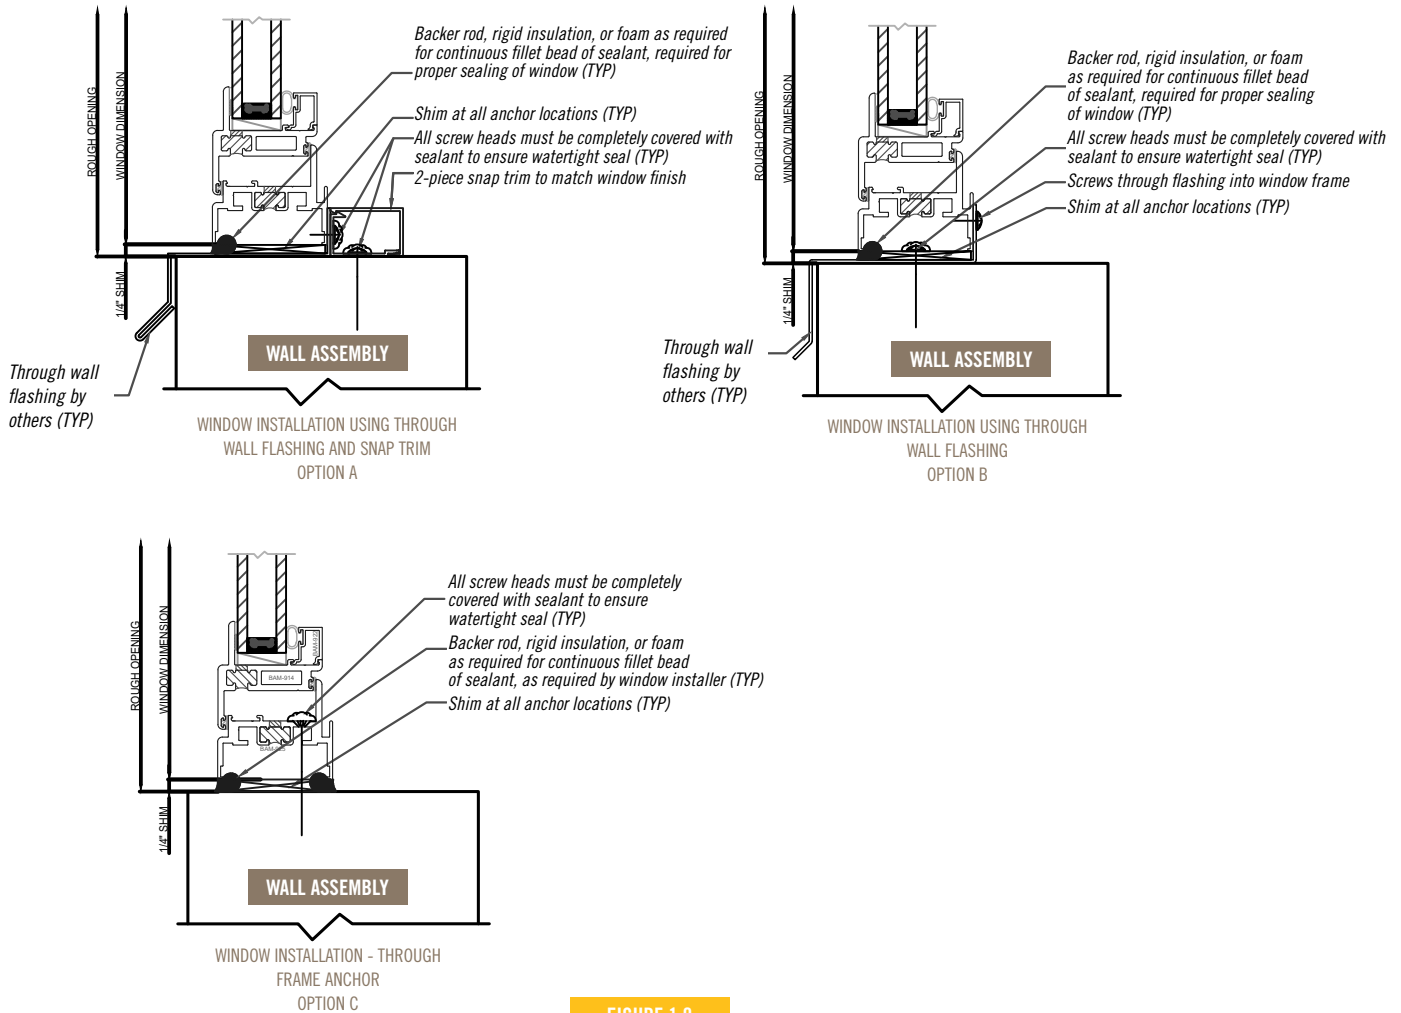 ROUGH OPENING
WINDOW DIMENSION
1/4" SHIM
Backer rod, rigid insulation, or foam as required
for continuous fillet bead of sealant, required for
proper sealing of window (TYP)
Shim at all anchor locations (TYP)
All screw heads must be completely covered with
sealant to ensure watertight seal (TYP)
2-piece snap trim to match window finish
WALL ASSEMBLY
Through wall
flashing by
others (TYP)
WINDOW INSTALLATION USING THROUGH
WALL FLASHING AND SNAP TRIM
OPTION A
ROUGH OPENING
WINDOW DIMENSION
1/4" SHIM
Backer rod, rigid insulation, or foam
as required for continuous fillet bead
of sealant, required for proper sealing
of window (TYP)
All screw heads must be completely covered with
sealant to ensure watertight seal (TYP)
Screws through flashing into window frame
Shim at all anchor locations (TYP)
WALL ASSEMBLY
Through wall
flashing by
others (TYP)
WINDOW INSTALLATION USING THROUGH
WALL FLASHING
OPTION B
ROUGH OPENING
WINDOW DIMENSION
1/4" SHIM
All screw heads must be completely
covered with sealant to ensure
watertight seal (TYP)
Backer rod, rigid insulation, or foam
as required for continuous fillet bead
of sealant, as required by window installer (TYP)
Shim at all anchor locations (TYP)
BAM-914
WALL ASSEMBLY
WINDOW INSTALLATION - THROUGH
FRAME ANCHOR
OPTION C